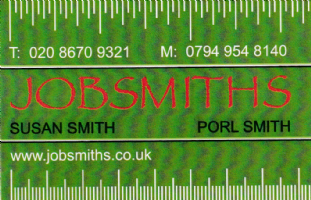 T: 020 8670 9321 M: 0794 954 8140
JOBSMITHS
SUSAN SMITH PORL SMITH
www.jobsmiths.co.uk